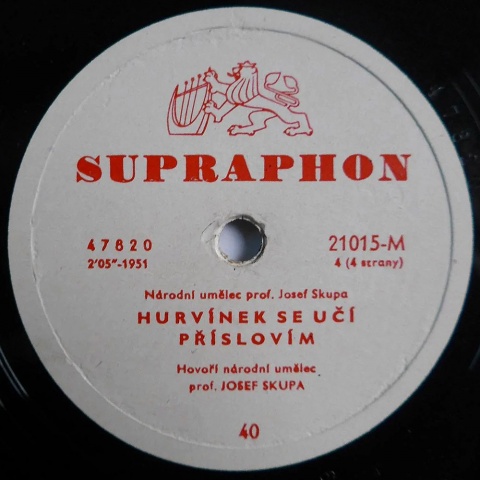 SUPRAPHON
47820
2'05"-1951
21015-M
4 (4 strany)
Národní umělec prof. Josef Skupa
HURVÍNEK SE UČÍ
PŘÍSLOVÍM
Hovoří národní umělec
prof. JOSEF SKUPA
40